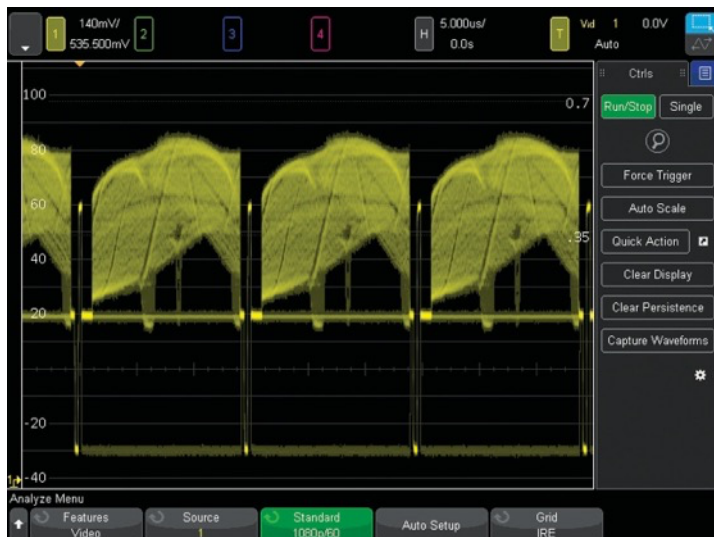 1 140mV/ 535.500mV 2 3 4 H 5.000us/ 0.0s T Vid 1 0.0V Auto
Ctrls
100
0.7
80
60
.35
40
20
-20
-40
Run/Stop Single
Force Trigger
Auto Scale
Quick Action
Clear Display
Clear Persistence
Capture Waveforms
Analyze Menu
Features
Video
Source
1
Standard
1080p/60
Auto Setup
Grid
IRE